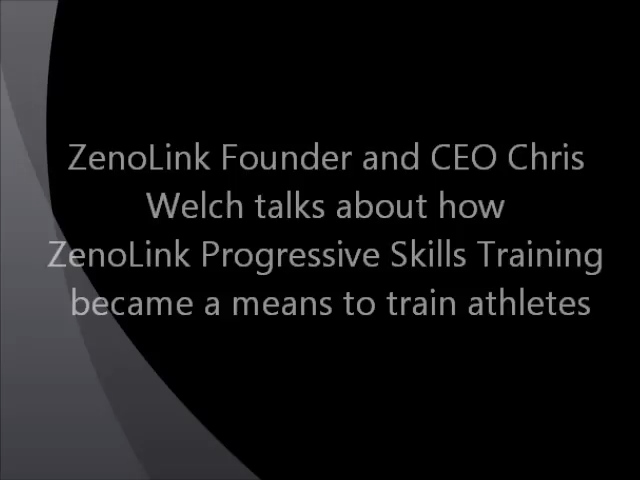 ZenoLink Founder and CEO Chris
Welch talks about how
ZenoLink Progressive Skills Training
became a means to train athletes